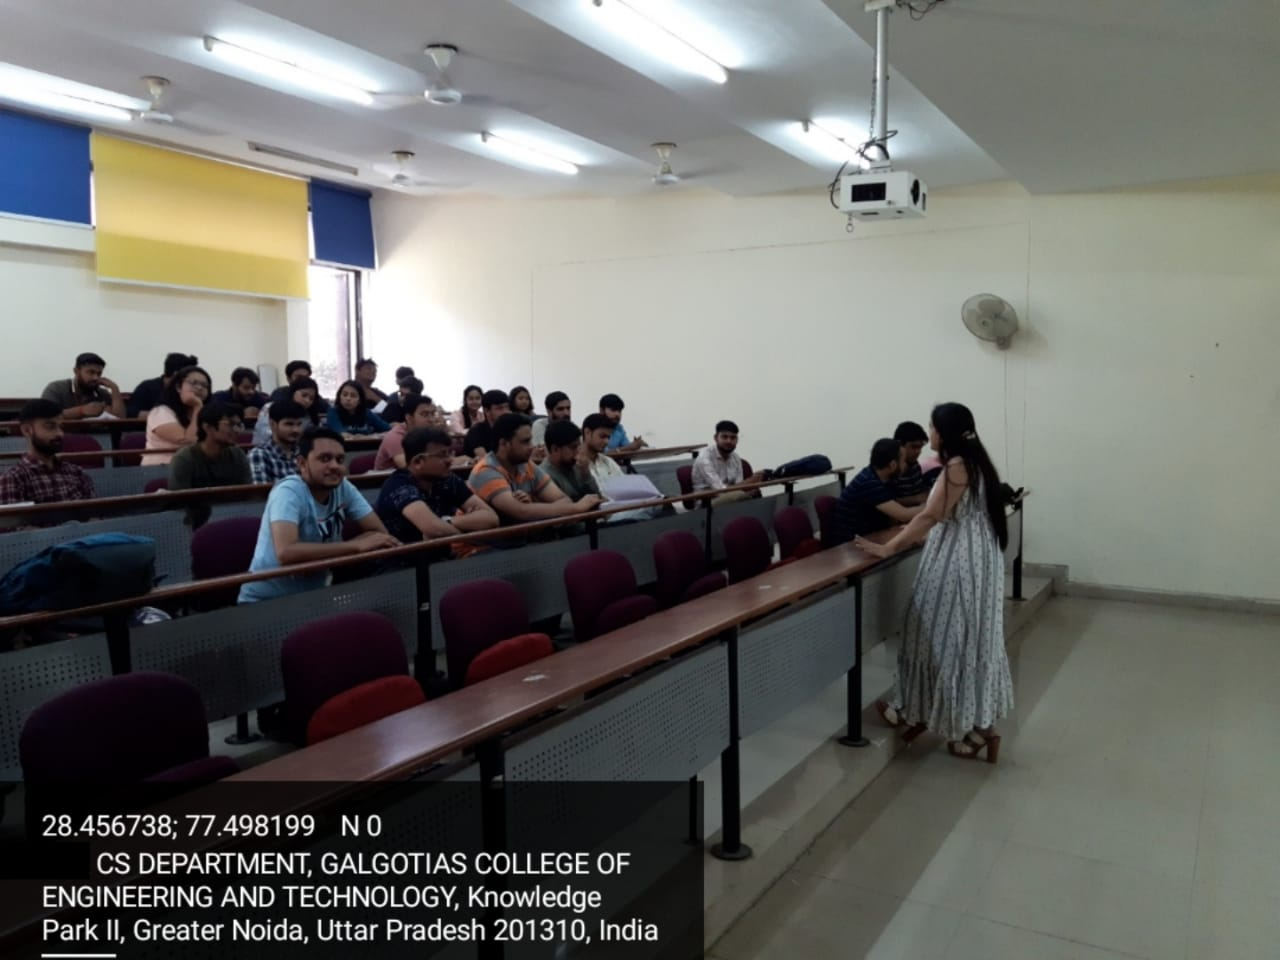 28.456738; 77.498199 N 0
CS DEPARTMENT, GALGOTIAS COLLEGE OF
ENGINEERING AND TECHNOLOGY, Knowledge
Park II, Greater Noida, Uttar Pradesh 201310, India